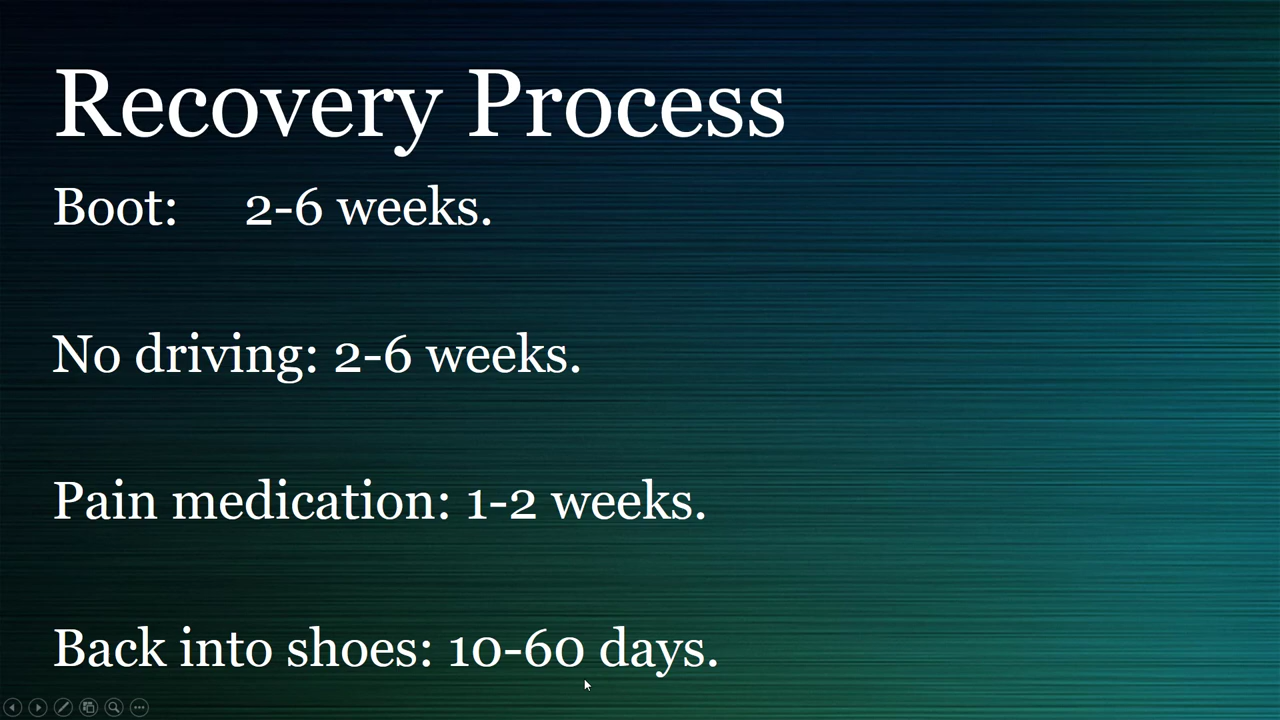 Recovery Process
Boot: 2-6 weeks.
No driving: 2-6 weeks.
Pain medication: 1-2 weeks.
Back into shoes: 10-60 days.